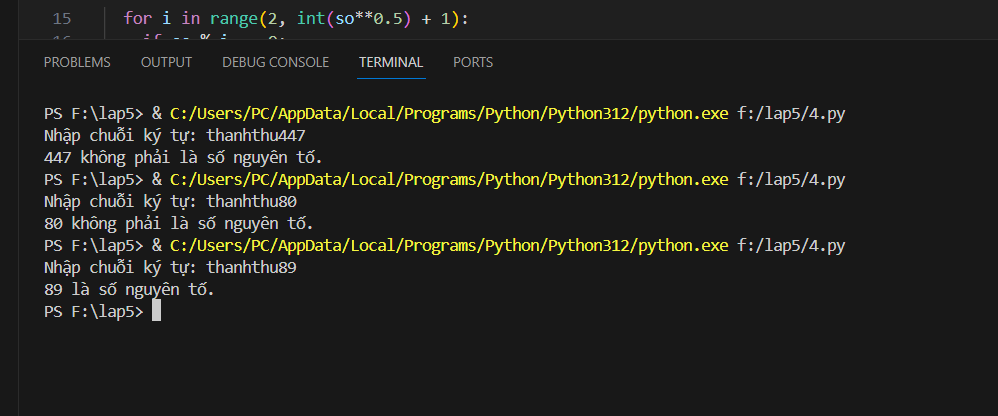 15 for i in range(2, int(so**0.5) + 1):
PROBLEMS OUTPUT DEBUG CONSOLE TERMINAL PORTS
PS F:\lap5> & C:/Users/PC/AppData/Local/Programs/Python/Python312/python.exe f:/lap5/4.py
Nhập chuỗi ký tự: thanhthu447
447 không phải là số nguyên tố.
PS F:\lap5> & C:/Users/PC/AppData/Local/Programs/Python/Python312/python.exe f:/lap5/4.py
Nhập chuỗi ký tự: thanhthu80
80 không phải là số nguyên tố.
PS F:\lap5> & C:/Users/PC/AppData/Local/Programs/Python/Python312/python.exe f:/lap5/4.py
Nhập chuỗi ký tự: thanhthu89
89 là số nguyên tố.
PS F:\lap5>